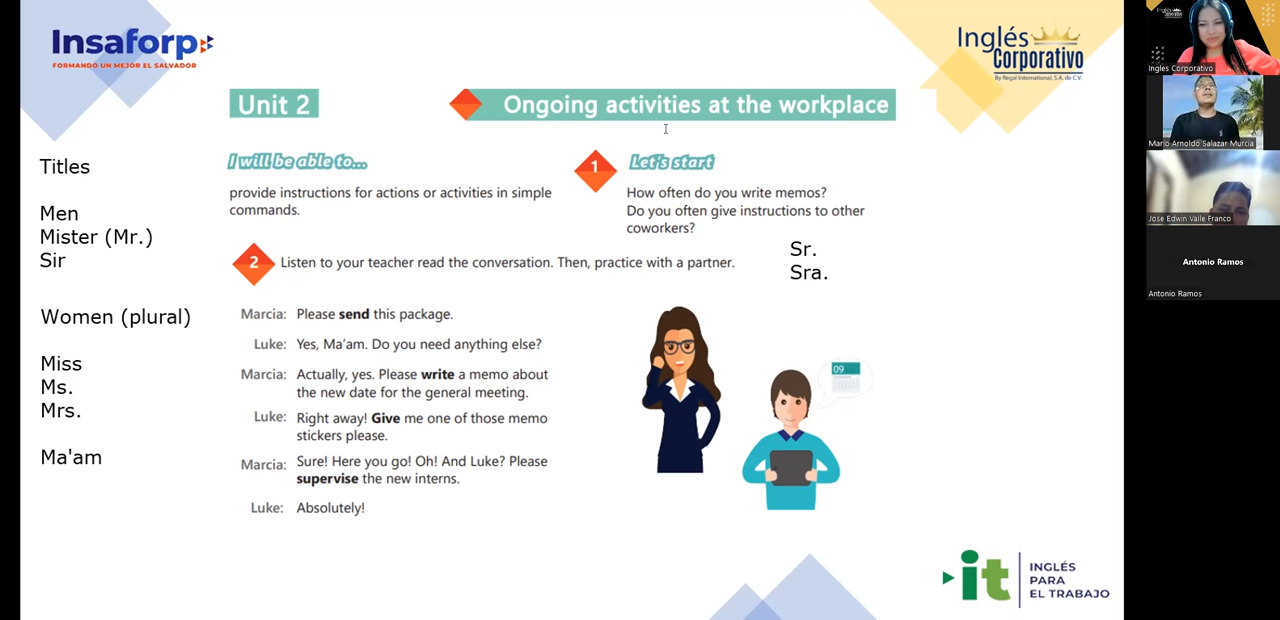 Insaforp
FORMANDO UN MEJOR EL SALVADOR
Inglés
Corporativo
By Regal International, S.A. de C.V.
Unit 2
Ongoing activities at the workplace
Titles
Men
Mister (Mr.)
Sir
Women (plural)
Miss
Ms.
Mrs.
Ma'am
I will be able to...
provide instructions for actions or activities in simple
commands.
1
Let's start
How often do you write memos?
Do you often give instructions to other
coworkers?
Sr.
Sra.
2
Listen to your teacher read the conversation. Then, practice with a partner.
Marcia: Please send this package.
Luke: Yes, Ma'am. Do you need anything else?
Marcia: Actually, yes. Please write a memo about
the new date for the general meeting.
Luke: Right away! Give me one of those memo
stickers please.
Marcia: Sure! Here you go! Oh! And Luke? Please
supervise the new interns.
Luke: Absolutely!
09
it
INGLÉS
PARA
EL TRABAJO
Inglés Corporativo
Mario Arnoldo Salazar Murcia
Jose Edwin Valle Franco
Antonio Ramos
Antonio Ramos